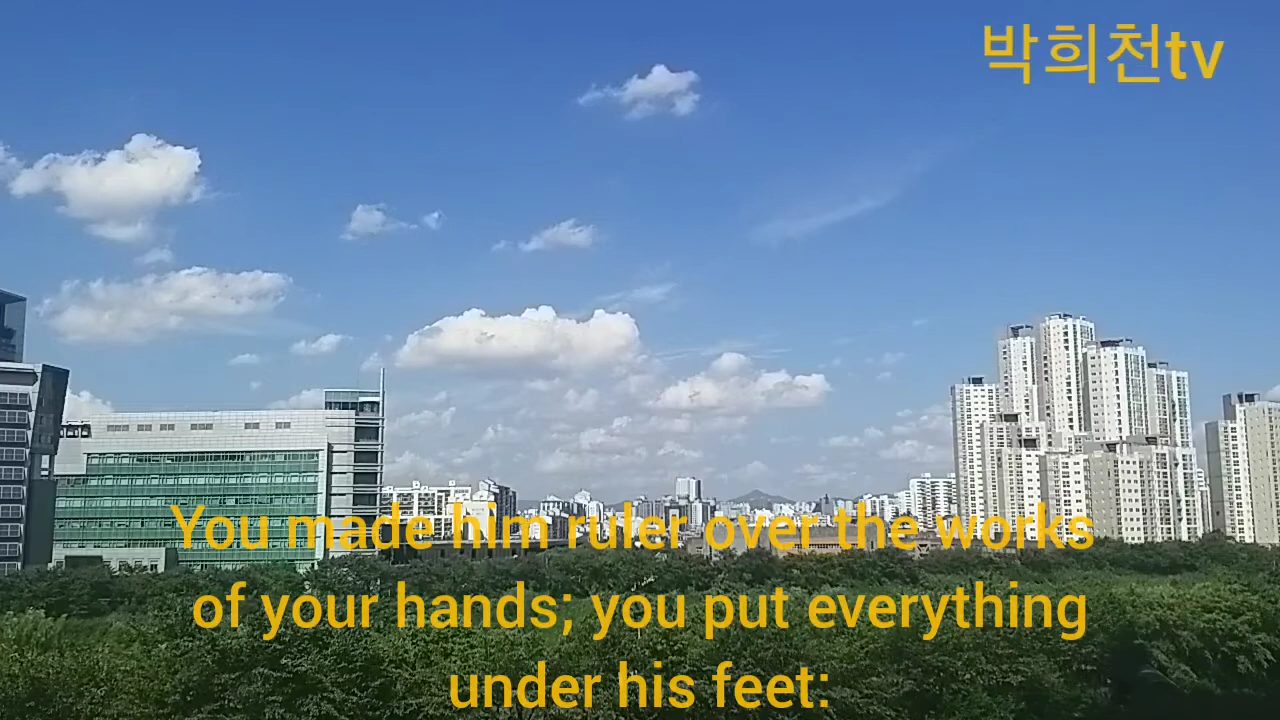 박희천tv
You made him ruler over the works
of your hands; you put everything
under his feet: